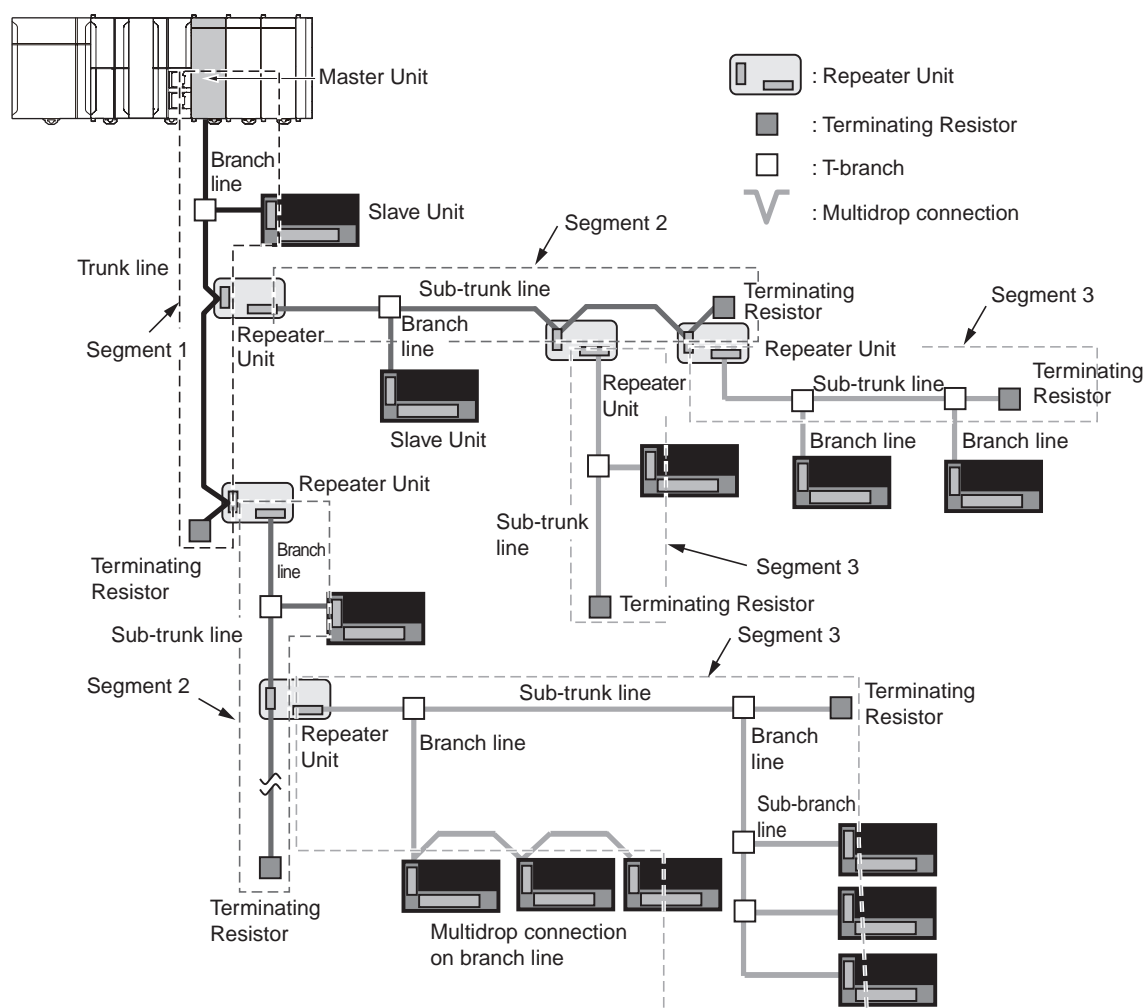 Master Unit
: Repeater Unit
: Terminating Resistor
: T-branch
: Multidrop connection
Branch
line
Slave Unit
Segment 2
Trunk line
Sub-trunk line
Terminating
Resistor
Segment 3
Segment 1
Repeater
Unit
Branch
line
Repeater Unit
Slave Unit
Repeater
Unit
Sub-trunk line
Terminating
Resistor
Branch line
Branch line
Repeater Unit
Sub-trunk
line
Terminating
Resistor
Branch
line
Segment 3
Terminating Resistor
Sub-trunk line
Segment 3
Segment 2
Sub-trunk line
Terminating
Resistor
Repeater
Unit
Branch line
Branch
line
Sub-branch
line
Terminating
Resistor
Multidrop connection
on branch line